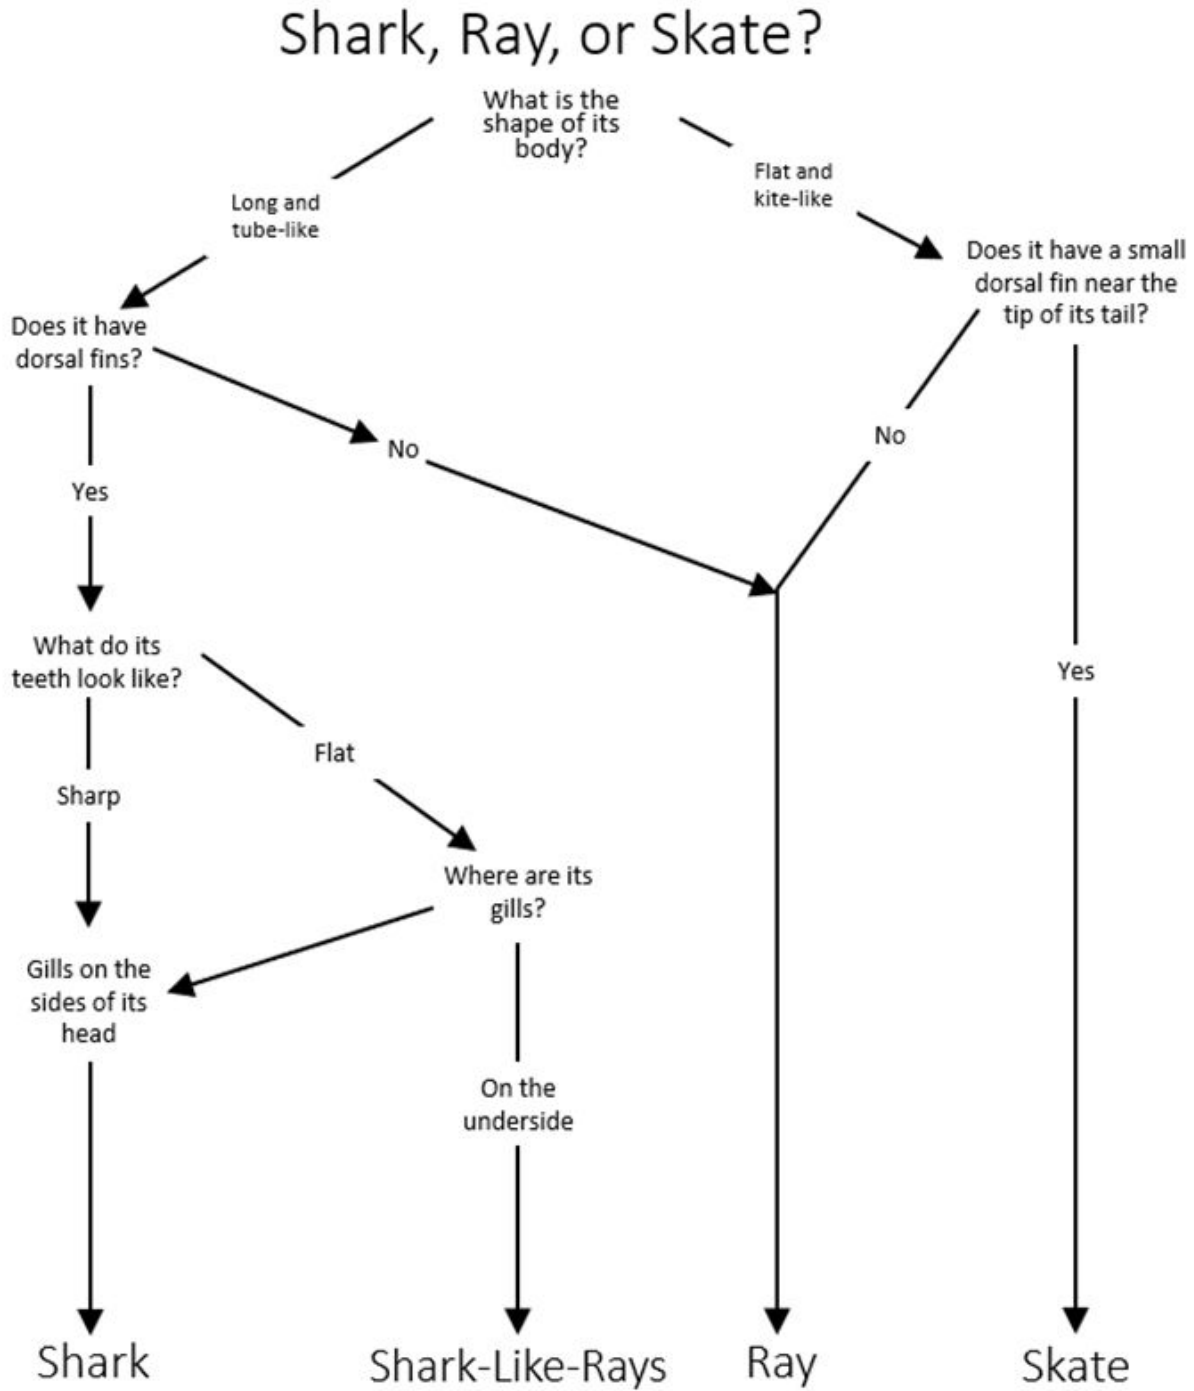 Shark, Ray, or Skate?
What is the
shape of its
body?
Long and
tube-like
Flat and
kite-like
Does it have a small
dorsal fin near the
tip of its tail?
Does it have
dorsal fins?
No
No
Yes
What do its
teeth look like?
Yes
Flat
Sharp
Where are its
gills?
Gills on the
sides of its
head
On the
underside
Shark
Shark-Like-Rays
Ray
Skate